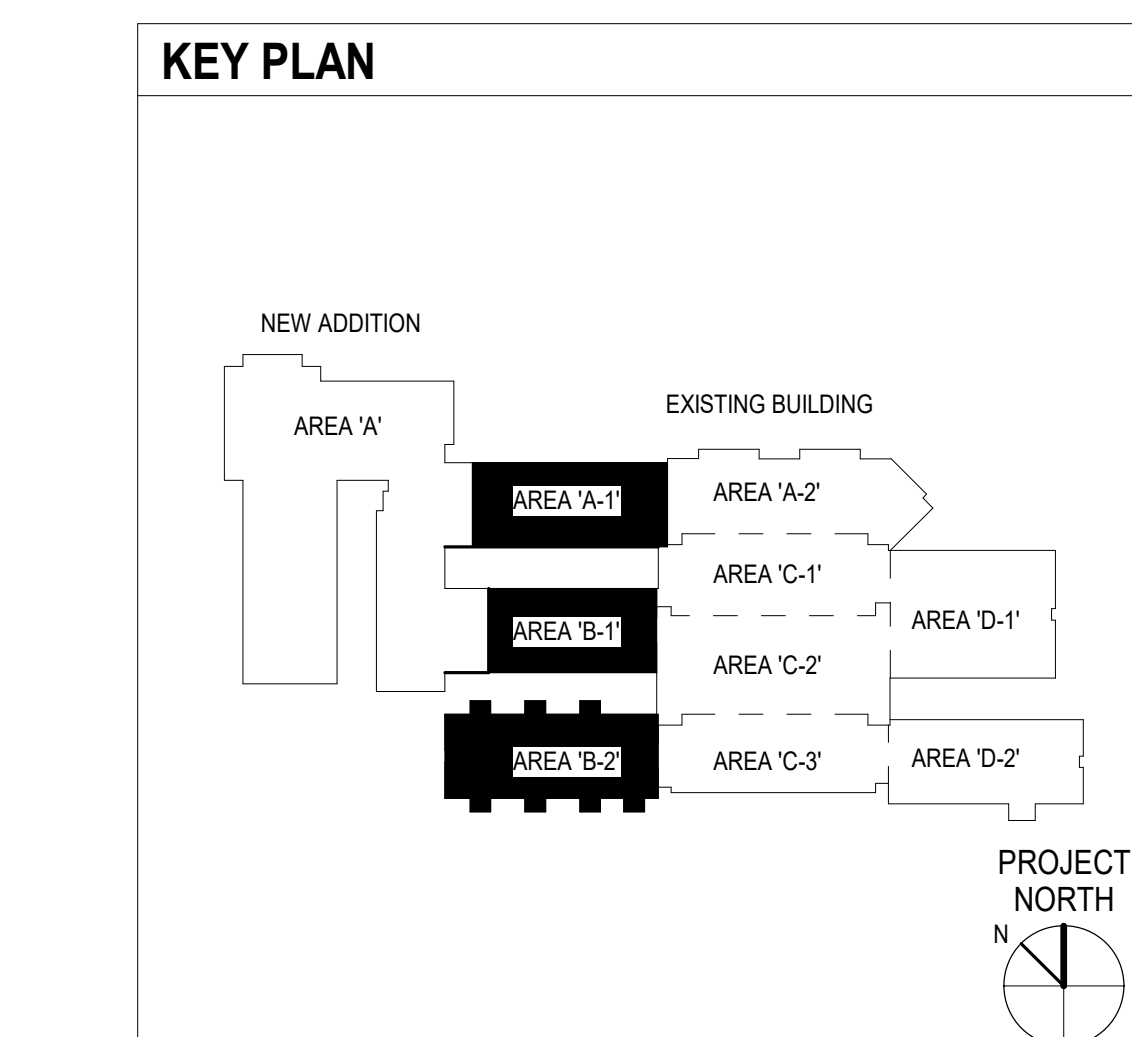 KEY PLAN
NEW ADDITION
AREA 'A'
EXISTING BUILDING
AREA 'A-1'
AREA 'A-2'
AREA 'C-1'
AREA 'B-1'
AREA 'D-1'
AREA 'C-2'
AREA 'B-2'
AREA 'C-3'
AREA 'D-2'
PROJECT
NORTH
N